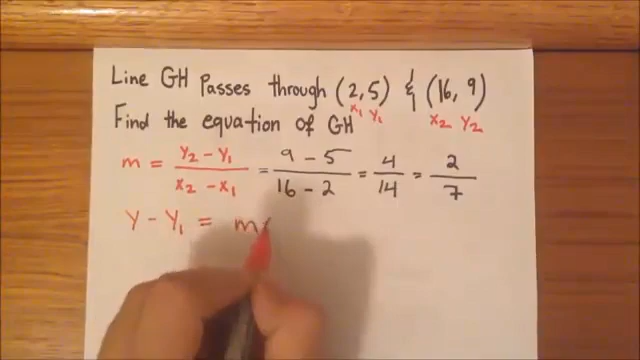 Line GH Passes through (2, 5) & (16, 9)
x₁ y₁ x₂ y₂
Find the equation of GH
m = y₂ - y₁ / x₂ - x₁ = 9 - 5 / 16 - 2 = 4 / 14 = 2 / 7
y - y₁ = m